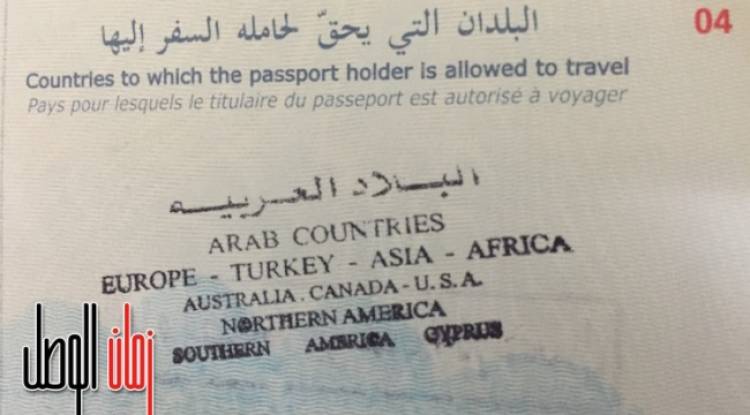 البلدان التي يحقّ لحامله السفر إليها
04
Countries to which the passport holder is allowed to travel
Pays pour lesquels le titulaire du passeport est autorisé à voyager
البلاد العربيه
ARAB COUNTRIES
EUROPE - TURKEY - ASIA - AFRICA
AUSTRALIA . CANADA - U. S. A.
NORTHERN AMERICA
SOUTHERN AMERICA CYPRUS
زمان الوصل